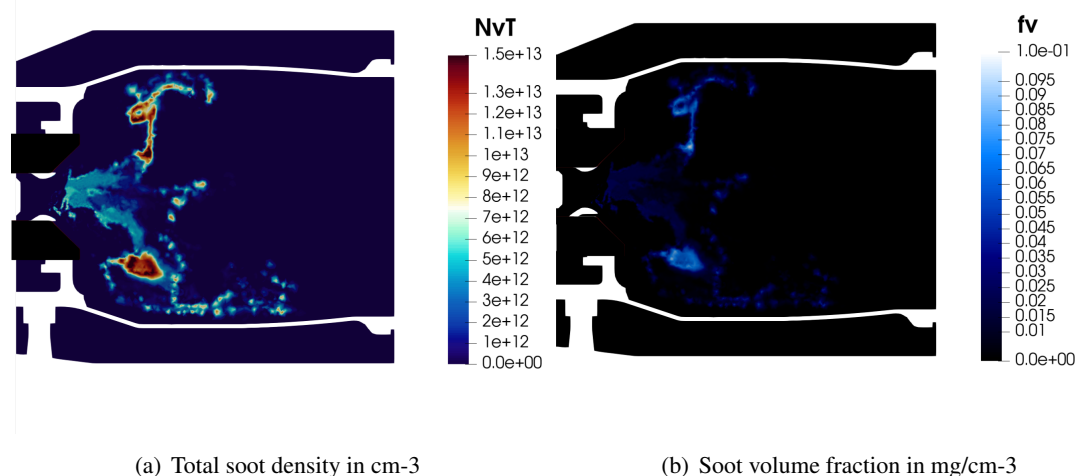 NvT
1.5e+13
1.3e+13
1.2e+13
1.1e+13
1e+13
9e+12
8e+12
7e+12
6e+12
5e+12
4e+12
3e+12
2e+12
1e+12
0.0e+00
fv
1.0e-01
0.095
0.09
0.085
0.08
0.075
0.07
0.065
0.06
0.055
0.05
0.045
0.04
0.035
0.03
0.025
0.02
0.015
0.01
0.0e+00
(a) Total soot density in cm-3
(b) Soot volume fraction in mg/cm-3